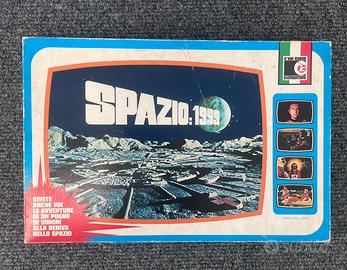 SPAZIO:1999
VIVETE
ANCHE VOI
LE AVVENTURE
DI UN PUGNO
DI UOMINI
ALLA DERIVA
NELLO SPAZIO